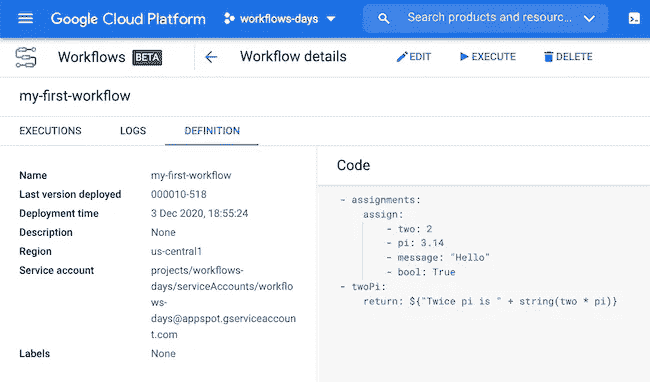 Google Cloud Platform
workflows-days
Search products and resourc...
Workflows BETA
Workflow details
EDIT
EXECUTE
DELETE
my-first-workflow
EXECUTIONS
LOGS
DEFINITION
Name my-first-workflow
Last version deployed 000010-518
Deployment time 3 Dec 2020, 18:55:24
Description None
Region us-central1
Service account projects/workflows-
days/serviceAccounts/workflo
ws-
days@appspot.gserviceaccoun
t.com
Labels None
Code
- assignments:
assign:
- two: 2
- pi: 3.14
- message: "Hello"
- bool: True
- twoPi:
return: ${"Twice pi is " + string(two * pi)}